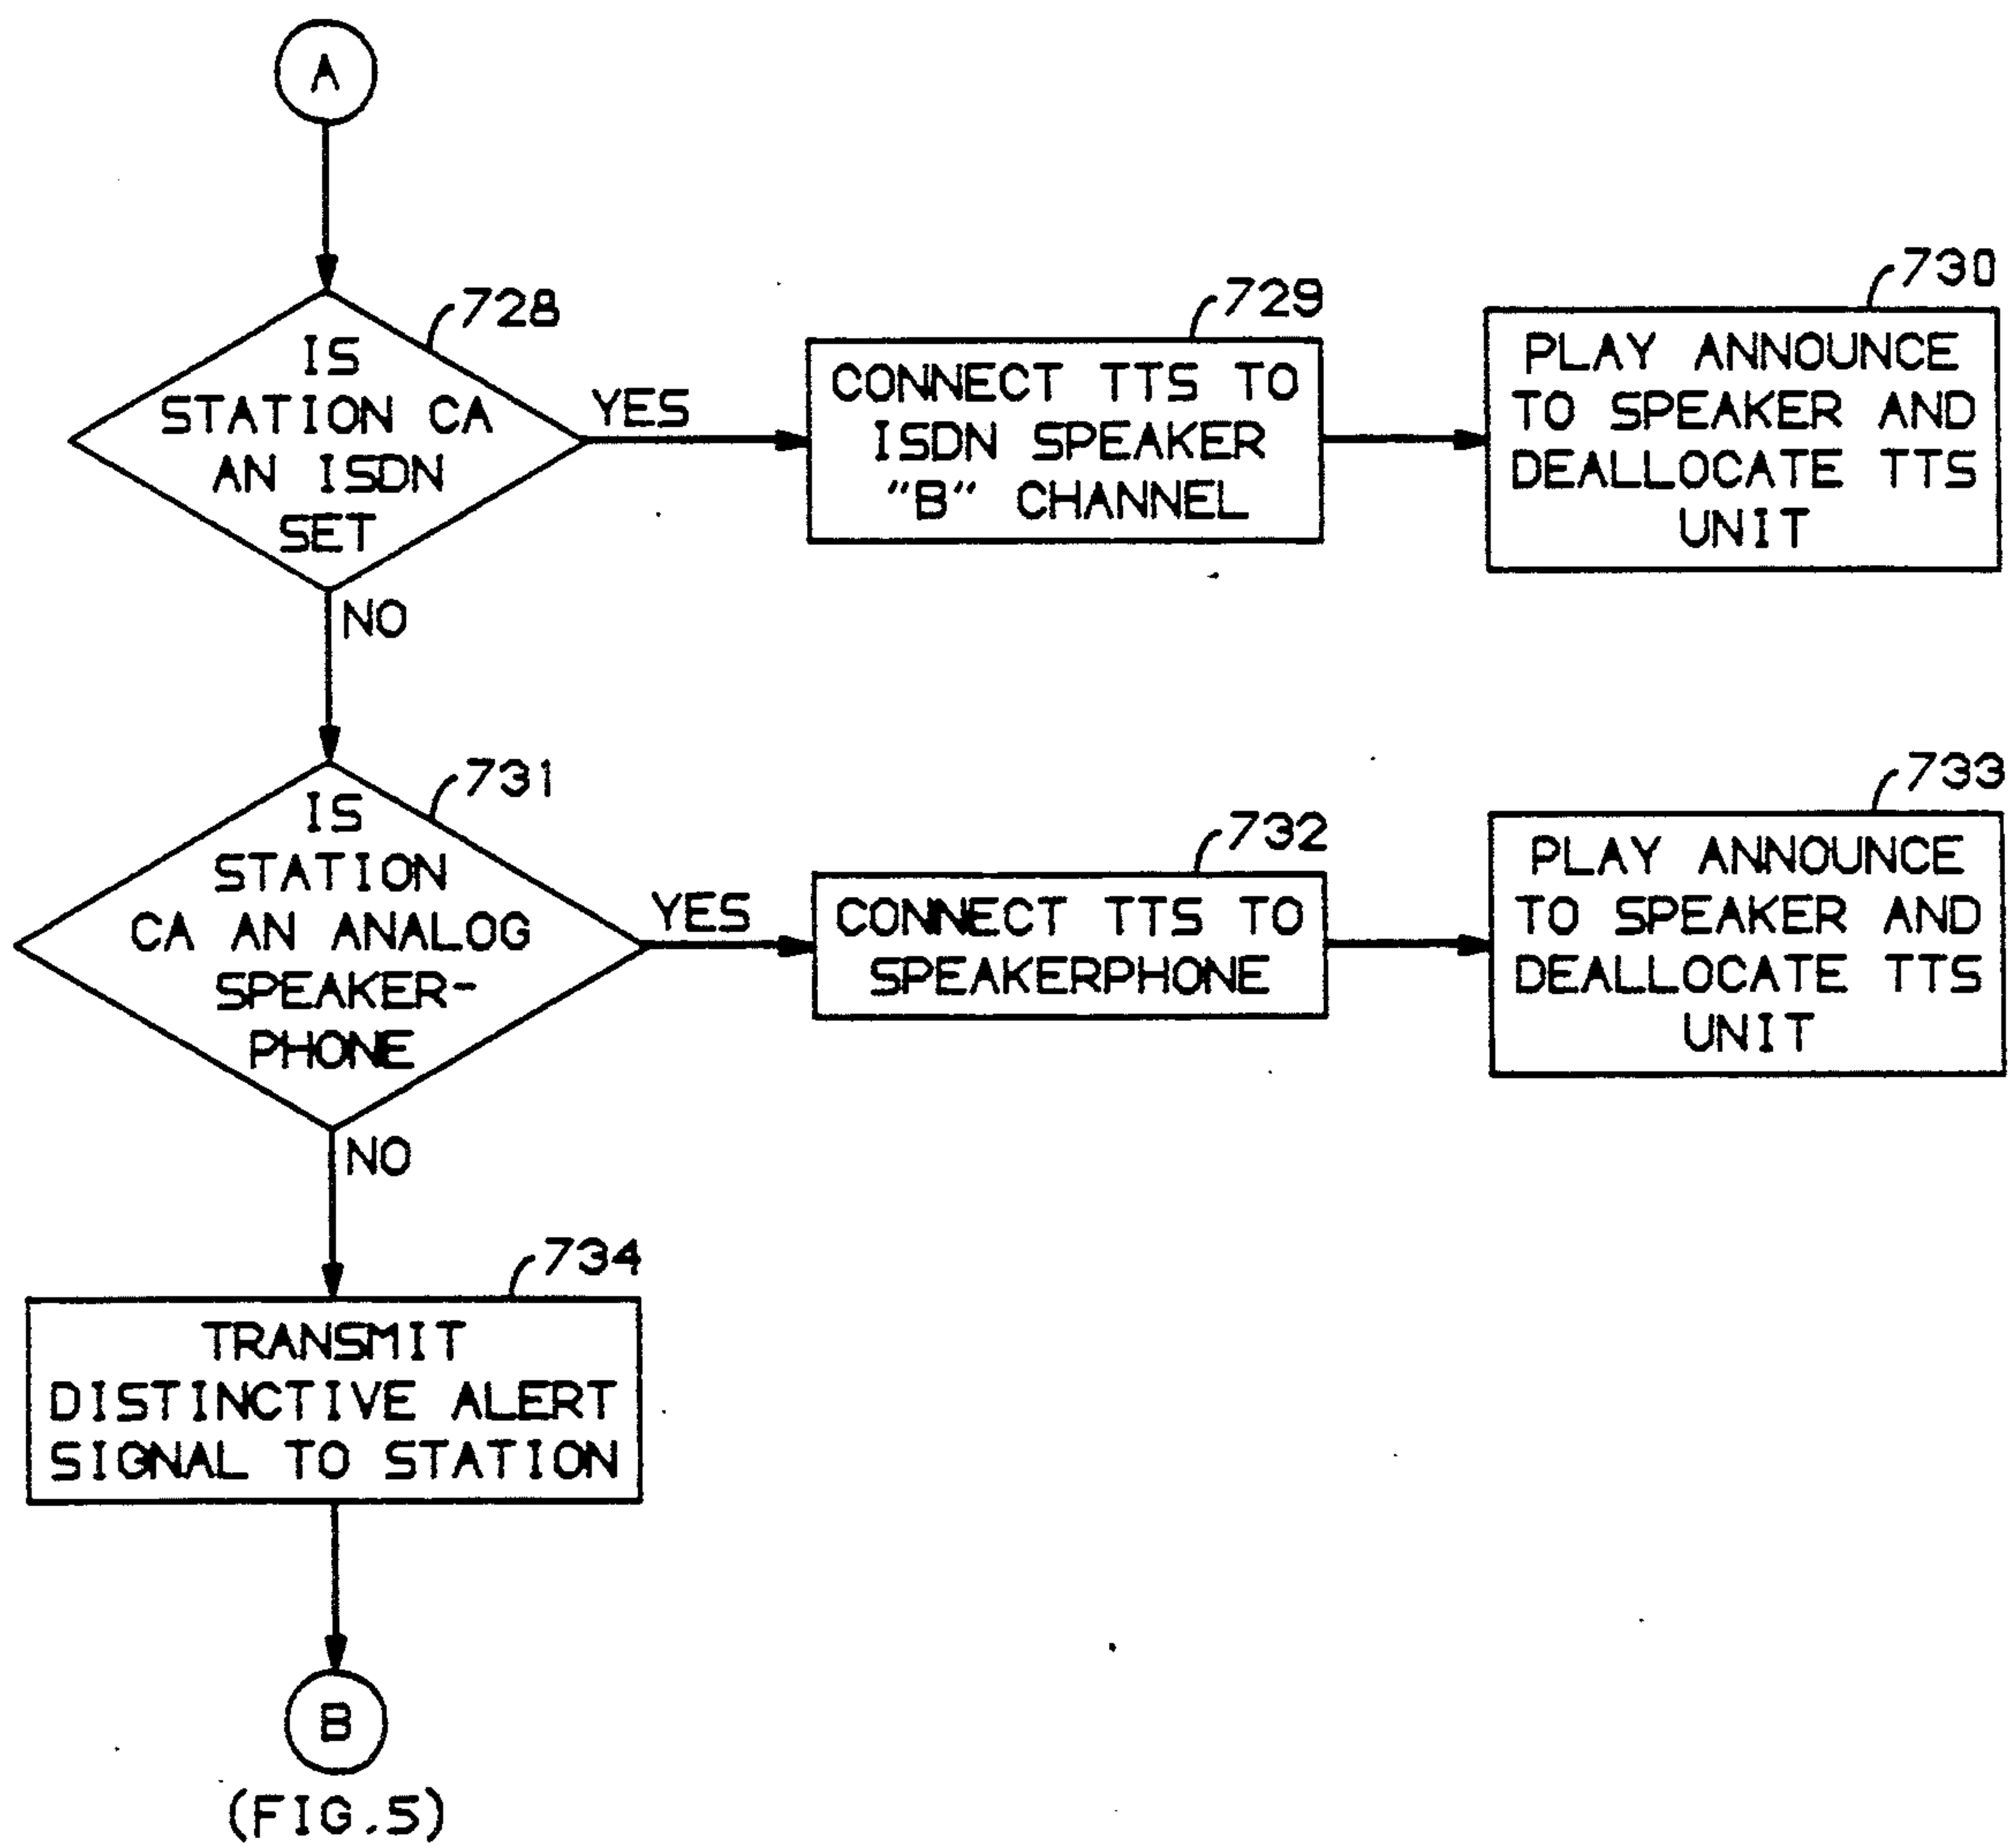 A
728
IS
STATION CA
AN ISDN
SET
YES
NO
729
CONNECT TTS TO
ISDN SPEAKER
"B" CHANNEL
730
PLAY ANNOUNCE
TO SPEAKER AND
DEALLOCATE TTS
UNIT
731
IS
STATION
CA AN ANALOG
SPEAKER-
PHONE
YES
NO
732
CONNECT TTS TO
SPEAKERPHONE
733
PLAY ANNOUNCE
TO SPEAKER AND
DEALLOCATE TTS
UNIT
734
TRANSMIT
DISTINCTIVE ALERT
SIGNAL TO STATION
B
(FIG.5)